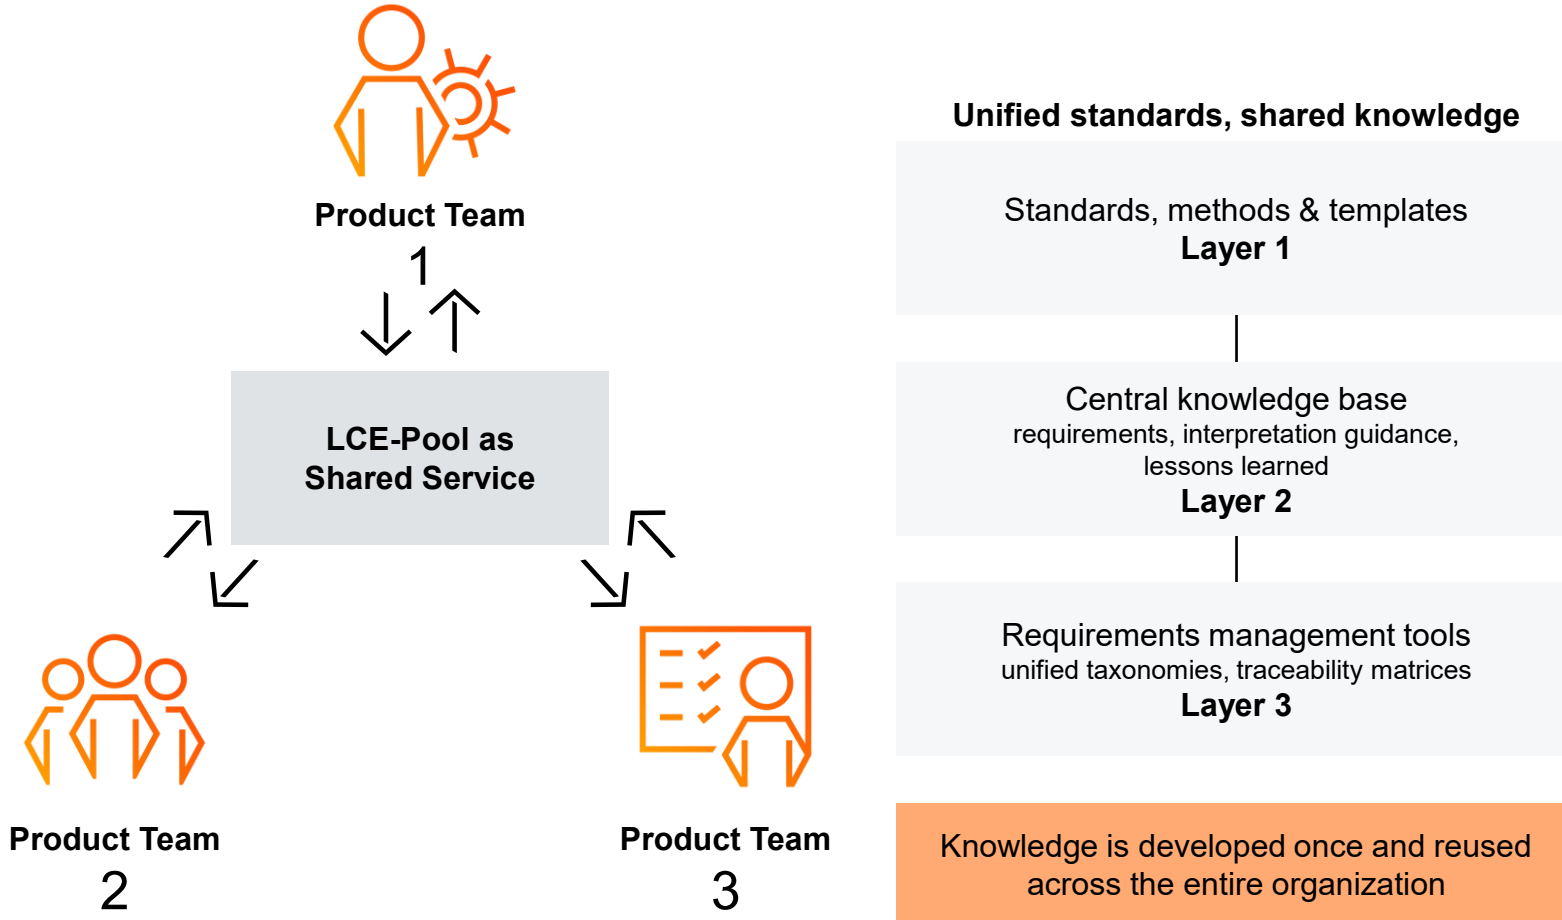 Product Team
1
LCE-Pool as
Shared Service
Product Team
2
Product Team
3
Unified standards, shared knowledge
Standards, methods & templates
Layer 1
Central knowledge base
requirements, interpretation guidance,
lessons learned
Layer 2
Requirements management tools
unified taxonomies, traceability matrices
Layer 3
Knowledge is developed once and reused
across the entire organization